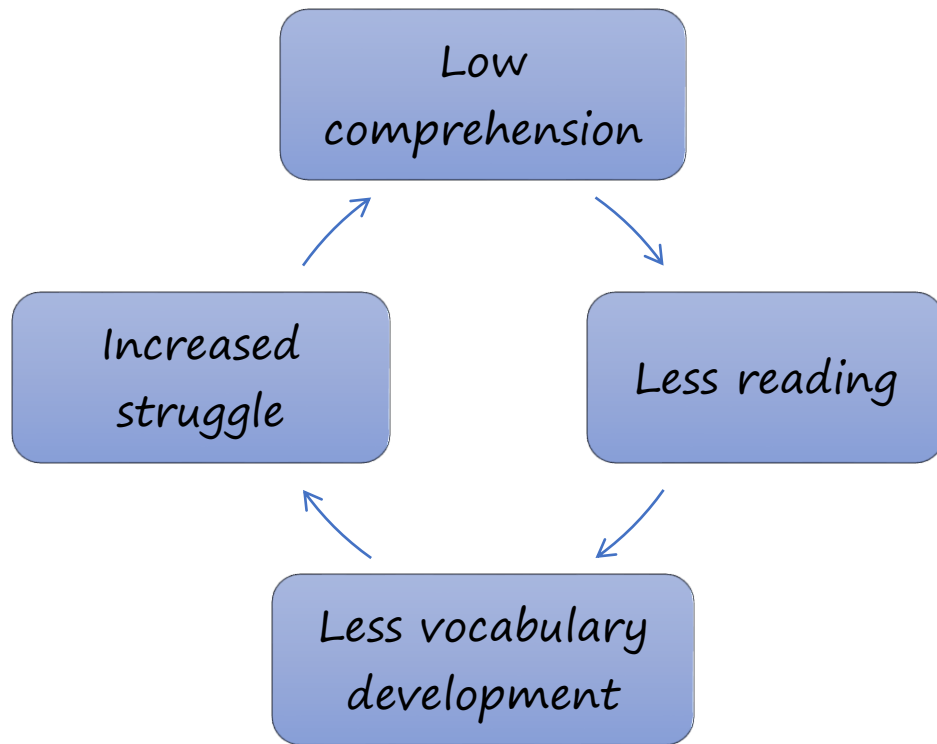 Low
comprehension
Less reading
Less vocabulary
development
Increased
struggle